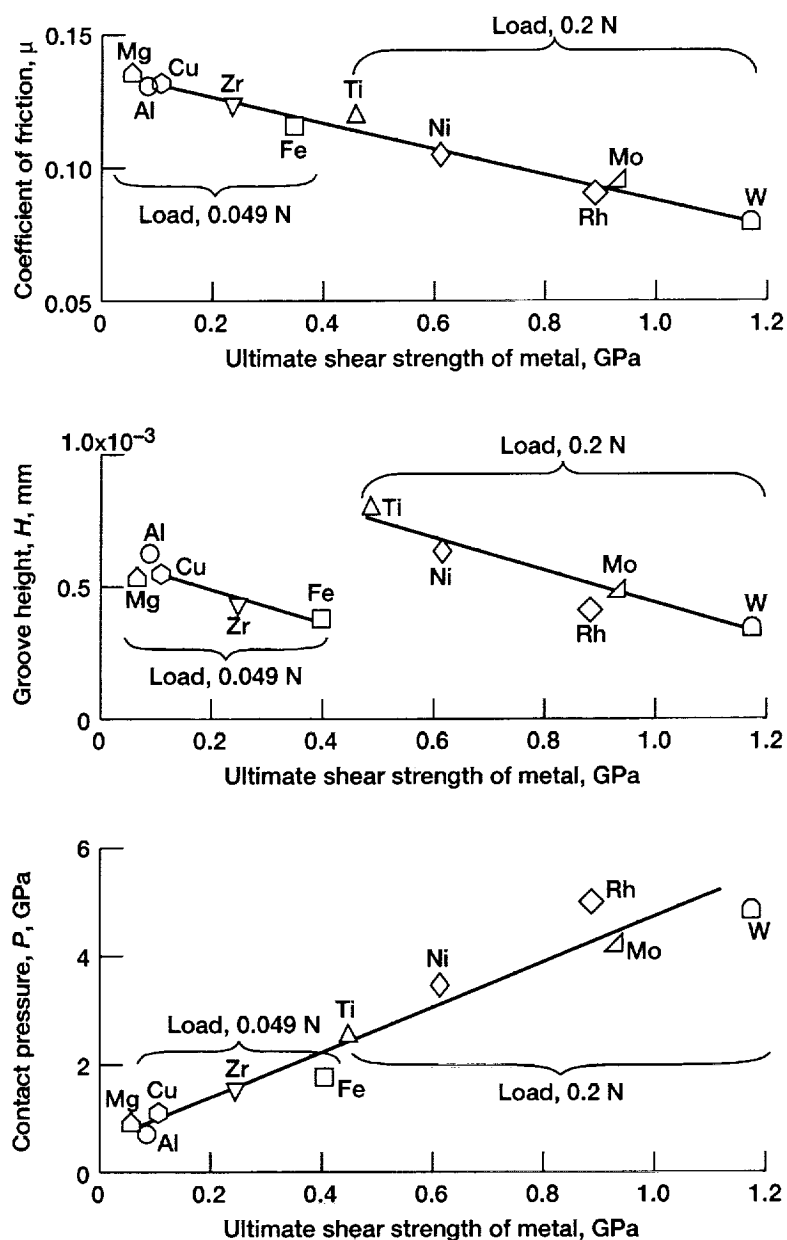 Load, 0.2 N
0.15
Mg
Cu
Zr
Ti
Al
Fe
Ni
Mo
0.10
Rh
W
Load, 0.049 N
0.05
0 0.2 0.4 0.6 0.8 1.0 1.2
Coefficient of friction, μ
Ultimate shear strength of metal, GPa
1.0x10⁻³
Load, 0.2 N
Al
Ti
Cu
Mg
Zr
Fe
Ni
Mo
Rh
W
0.5
Load, 0.049 N
0
0 0.2 0.4 0.6 0.8 1.0 1.2
Groove height, H, mm
Ultimate shear strength of metal, GPa
6
Rh
Ni
Mo
W
4
Load, 0.049 N
Ti
2
Zr
Fe
Load, 0.2 N
Mg Cu
Al
0
0 0.2 0.4 0.6 0.8 1.0 1.2
Contact pressure, P, GPa
Ultimate shear strength of metal, GPa